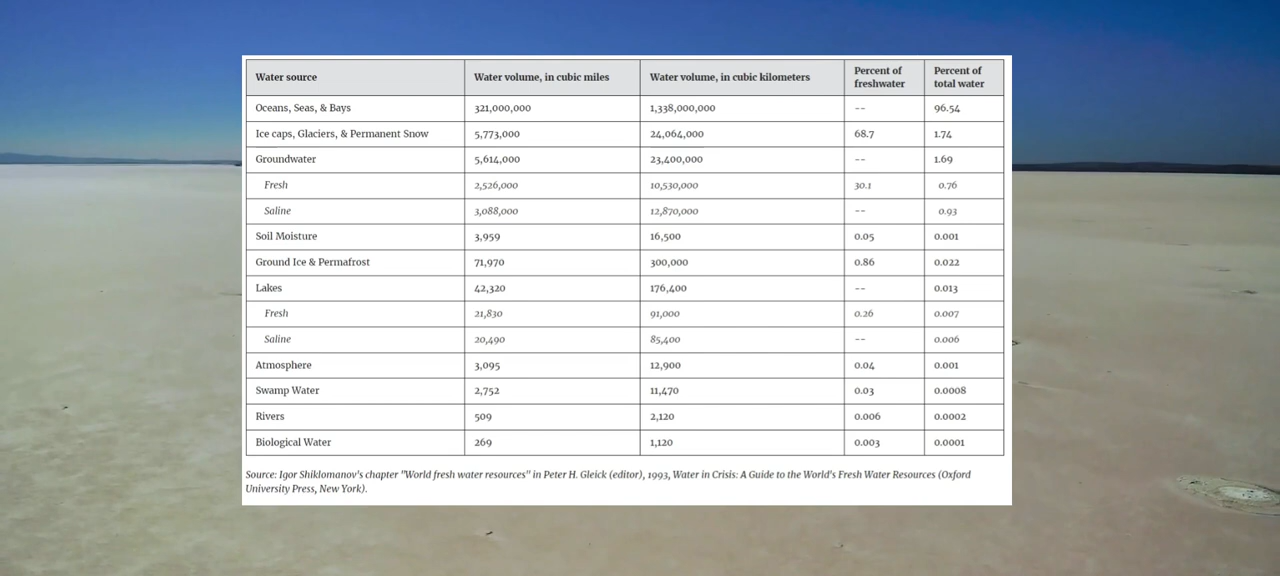 Water source Water volume, in cubic miles Water volume, in cubic kilometers Percent of freshwater Percent of total water
Oceans, Seas, & Bays 321,000,000 1,338,000,000 -- 96.54
Ice caps, Glaciers, & Permanent Snow 5,773,000 24,064,000 68.7 1.74
Groundwater 5,614,000 23,400,000 -- 1.69
Fresh 2,526,000 10,530,000 30.1 0.76
Saline 3,088,000 12,870,000 -- 0.93
Soil Moisture 3,959 16,500 0.05 0.001
Ground Ice & Permafrost 71,970 300,000 0.86 0.022
Lakes 42,320 176,400 -- 0.013
Fresh 21,830 91,000 0.26 0.007
Saline 20,490 85,400 -- 0.006
Atmosphere 3,095 12,900 0.04 0.001
Swamp Water 2,752 11,470 0.03 0.0008
Rivers 509 2,120 0.006 0.0002
Biological Water 269 1,120 0.003 0.0001
Source: Igor Shiklomanov's chapter "World fresh water resources" in Peter H. Gleick (editor), 1993, Water in Crisis: A Guide to the World's Fresh Water Resources (Oxford
University Press, New York).